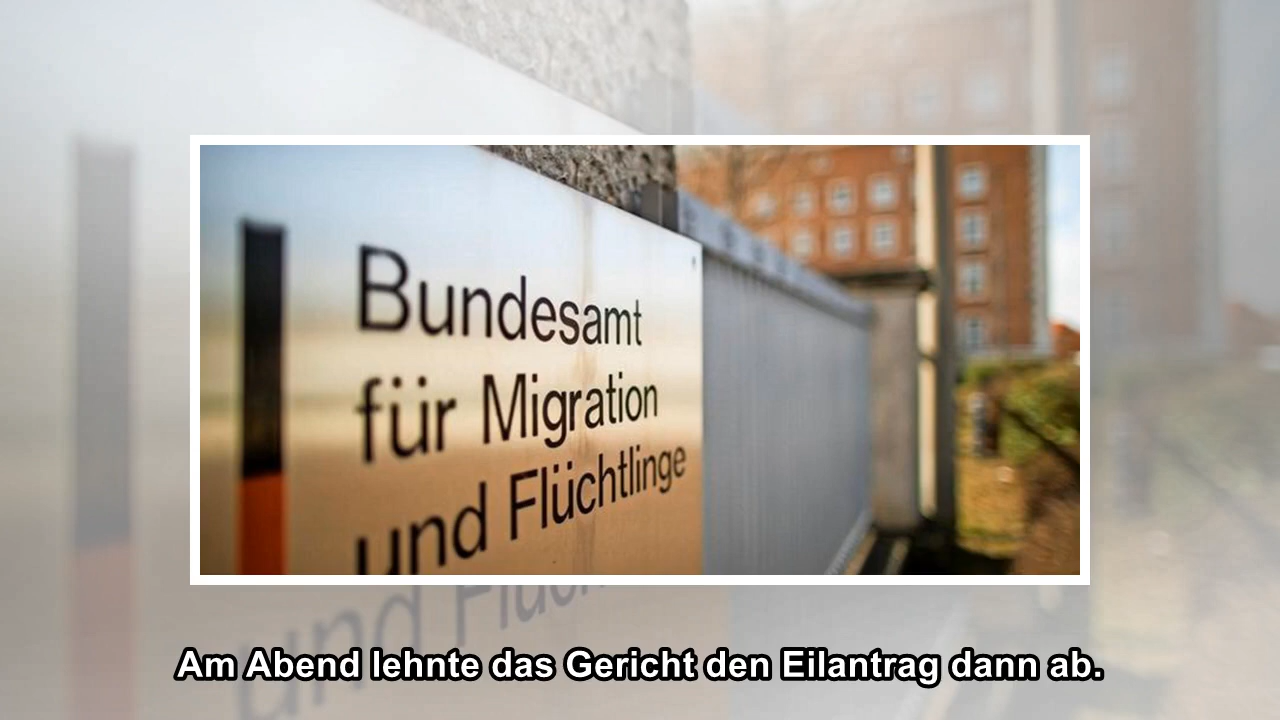 Bundesamt
für Migration
und Flüchtlinge
Am Abend lehnte das Gericht den Eilantrag dann ab.